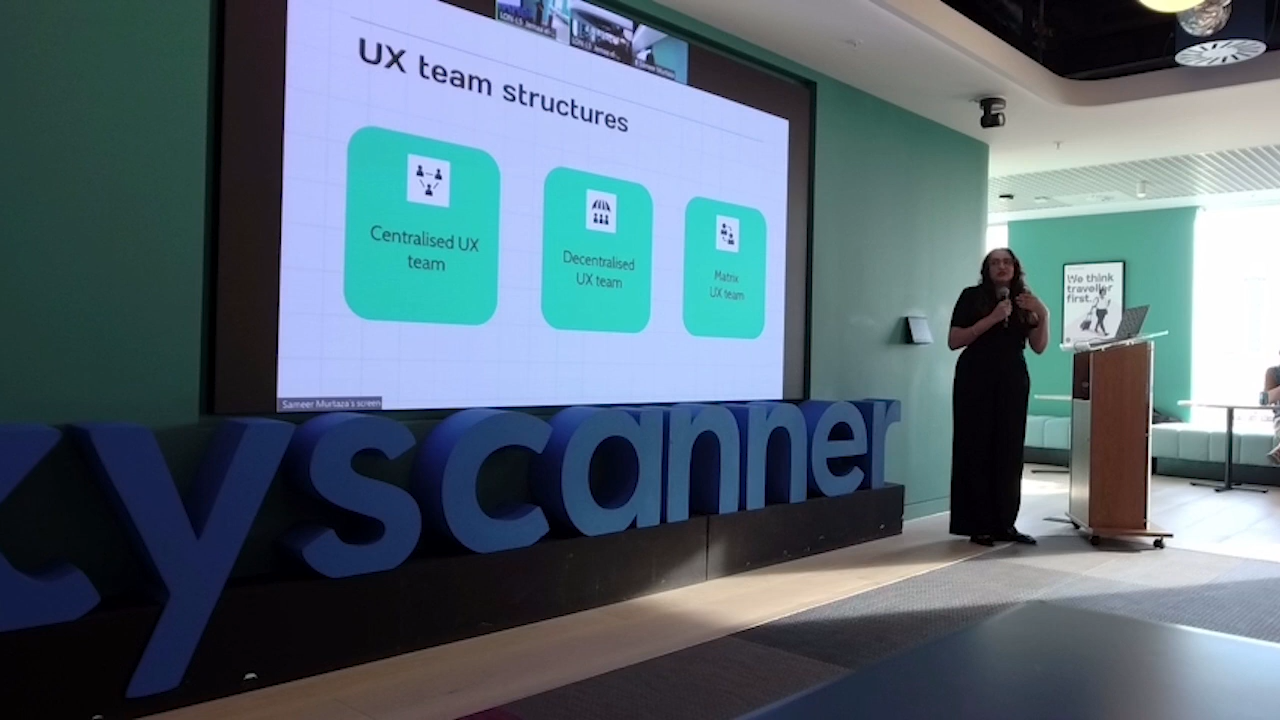 UX team structures
Centralised UX
team
Decentralised
UX team
Matrix
UX team
Sameer Murtaza's screen
We think
traveller
first.
kyscanner